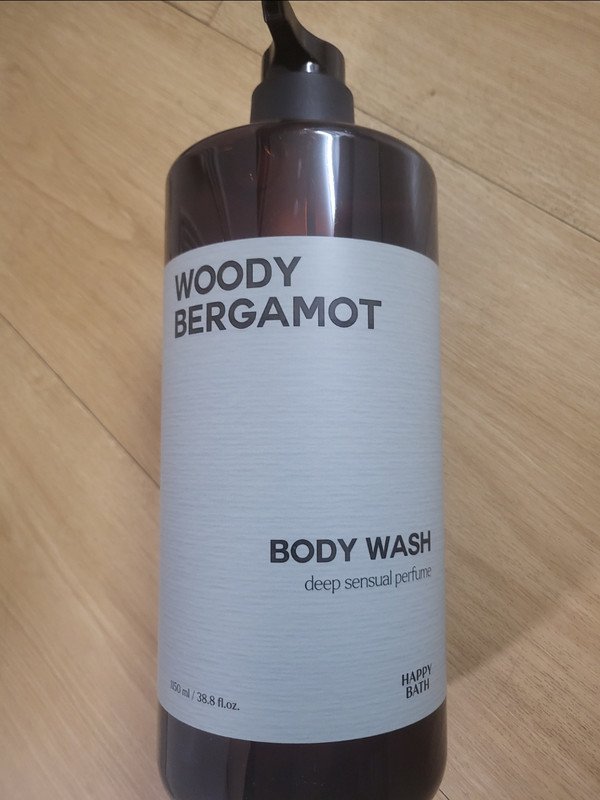 WOODY
BERGAMOT
BODY WASH
deep sensual perfume
1150 ml / 38.8 fl.oz.
HAPPY
BATH